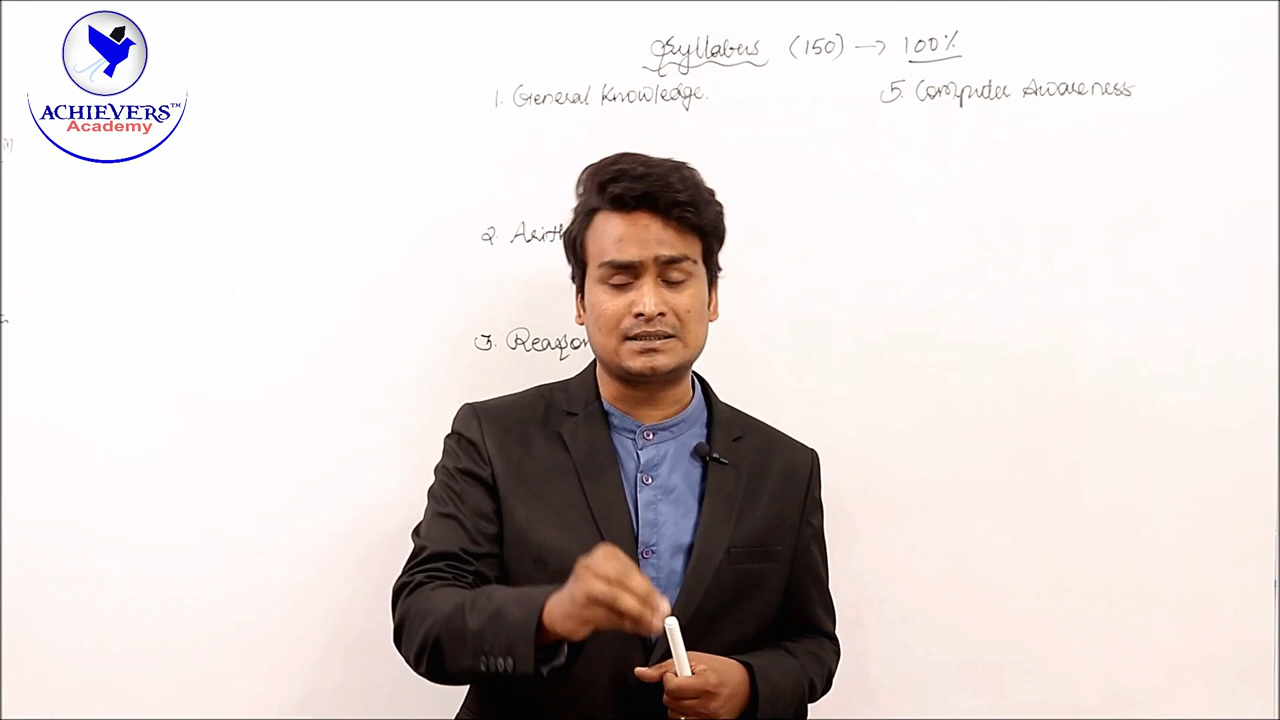 ACHIEVERS™
Academy
Syllabus (150) → 100%
1. General Knowledge.
5. Computer Awareness
2. Arith
3. Reason